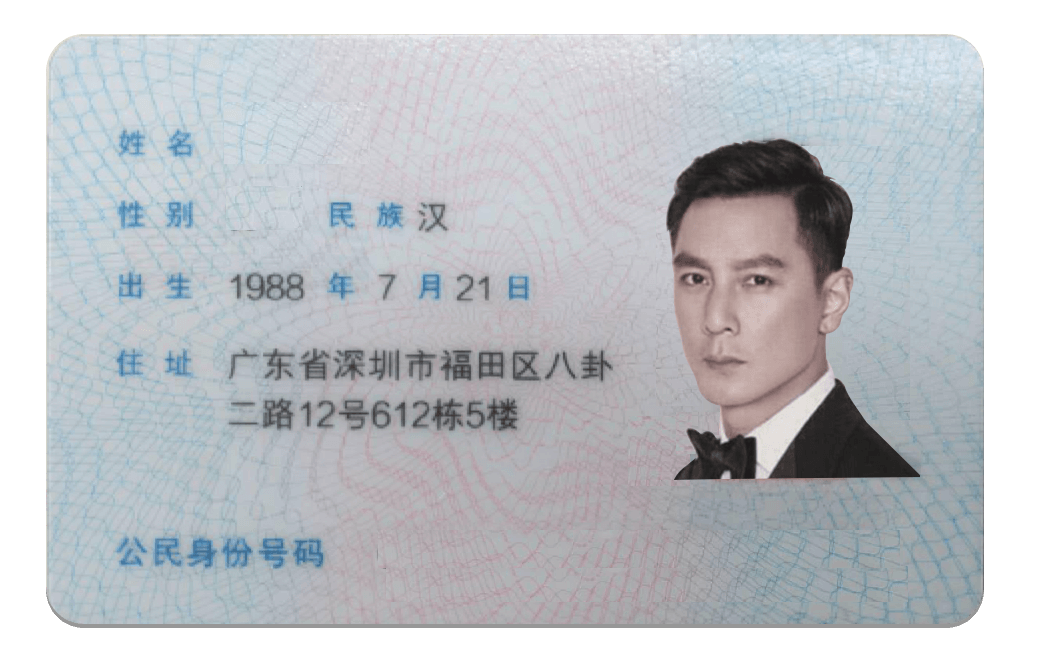 姓 名
性 别 民 族 汉
出 生 1988 年 7 月 21 日
住 址 广东省深圳市福田区八卦
二路12号612栋5楼
公民身份号码